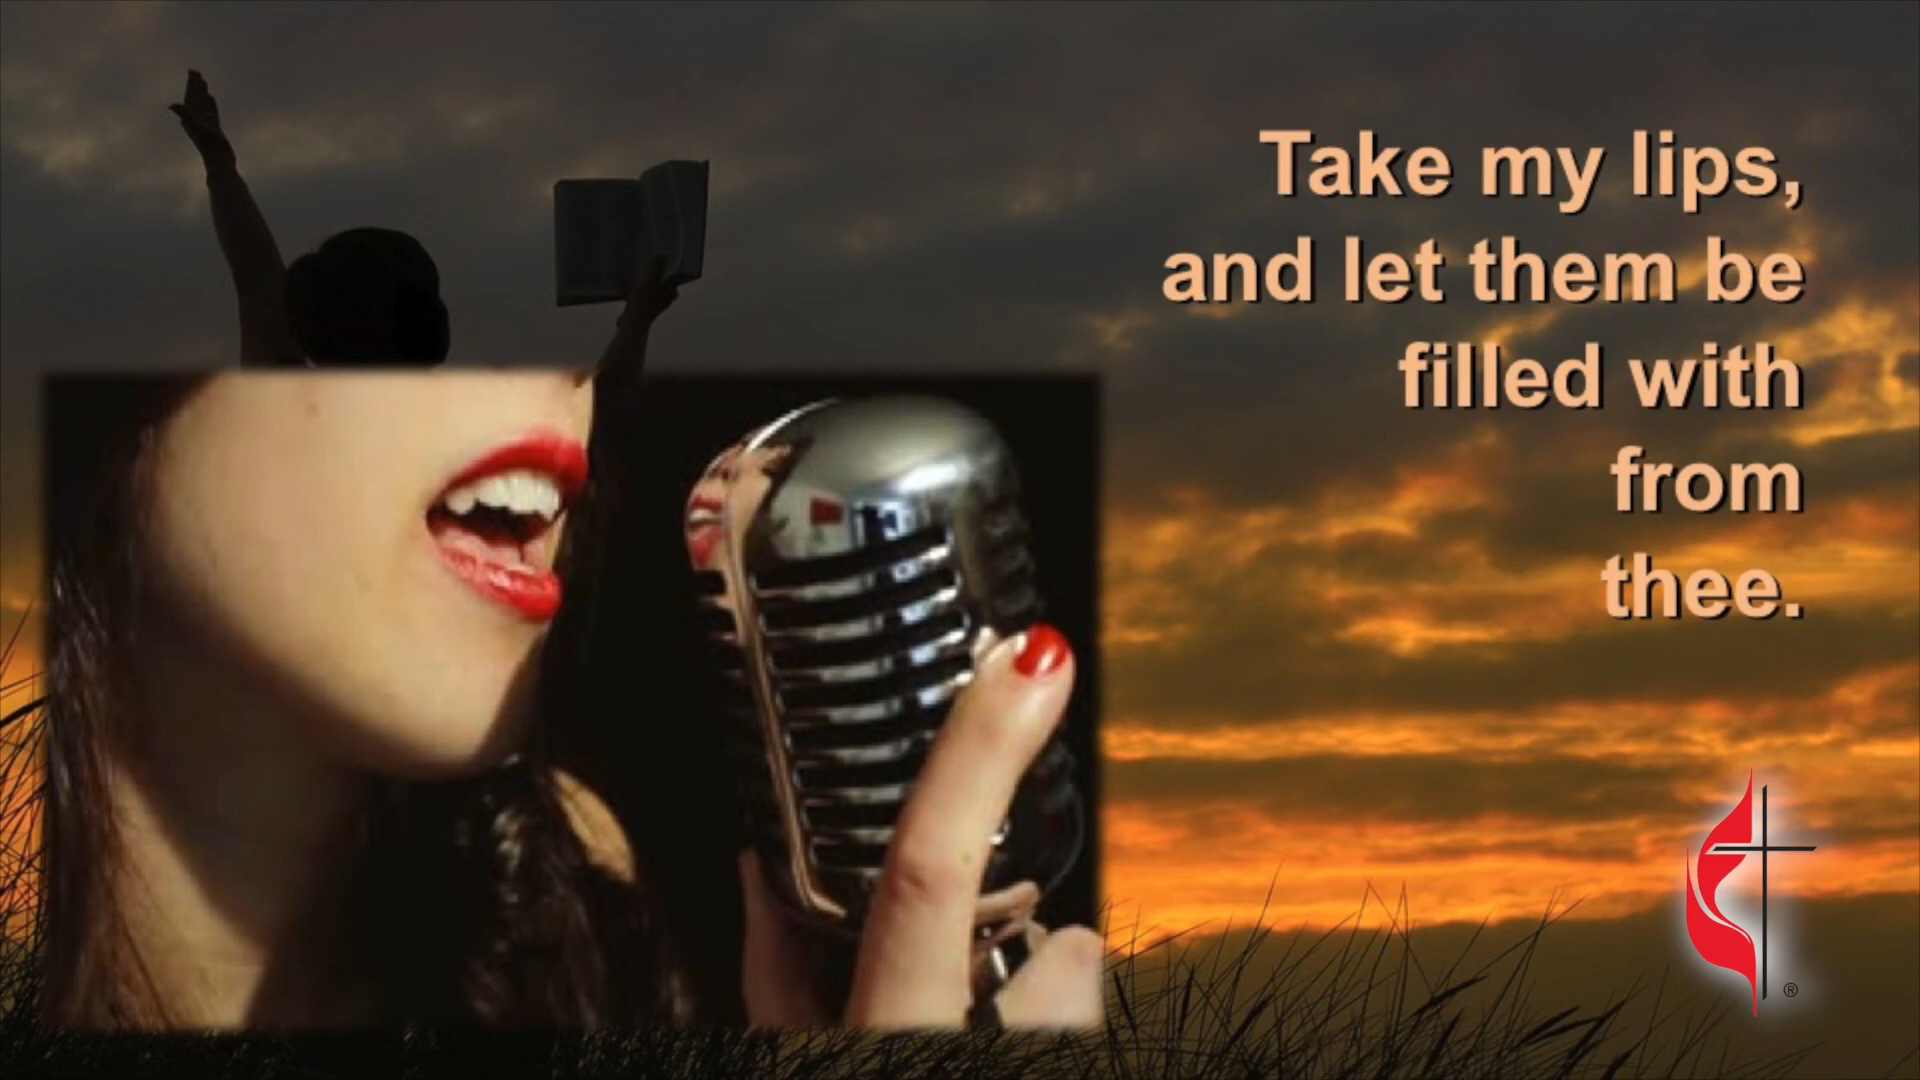 Take my lips,
and let them be
filled with
from
thee.
®